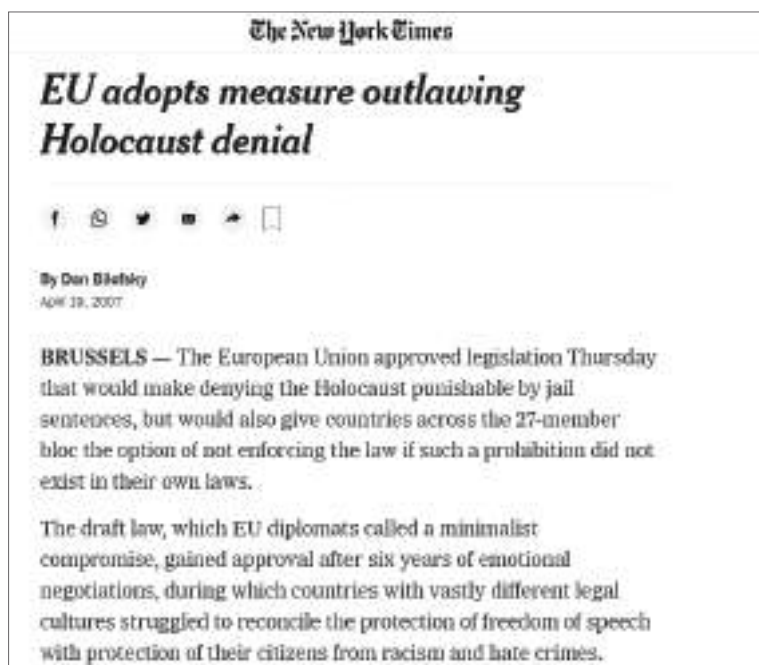 The New York Times
EU adopts measure outlawing
Holocaust denial
By Dan Bilefsky
April 19, 2007
BRUSSELS — The European Union approved legislation Thursday
that would make denying the Holocaust punishable by jail
sentences, but would also give countries across the 27-member
bloc the option of not enforcing the law if such a prohibition did not
exist in their own laws.
The draft law, which EU diplomats called a minimalist
compromise, gained approval after six years of emotional
negotiations, during which countries with vastly different legal
cultures struggled to reconcile the protection of freedom of speech
with protection of their citizens from racism and hate crimes.